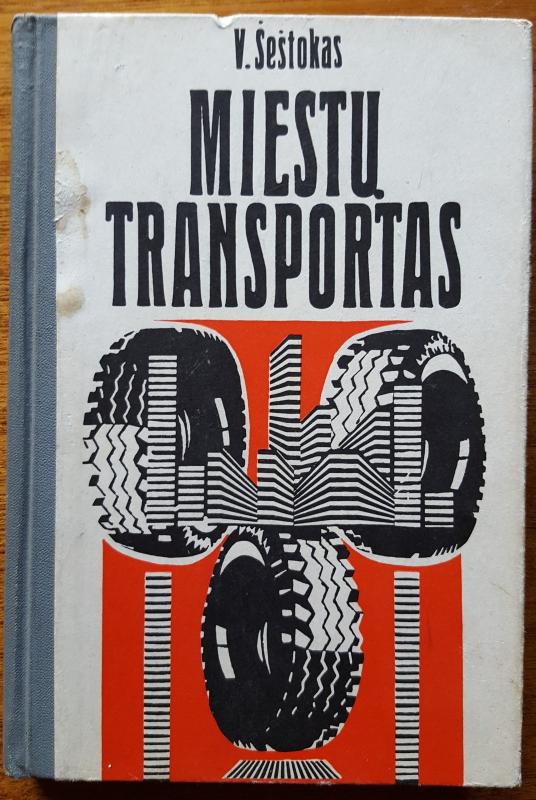 V. Šeštokas
MIESTŲ
TRANSPORTAS